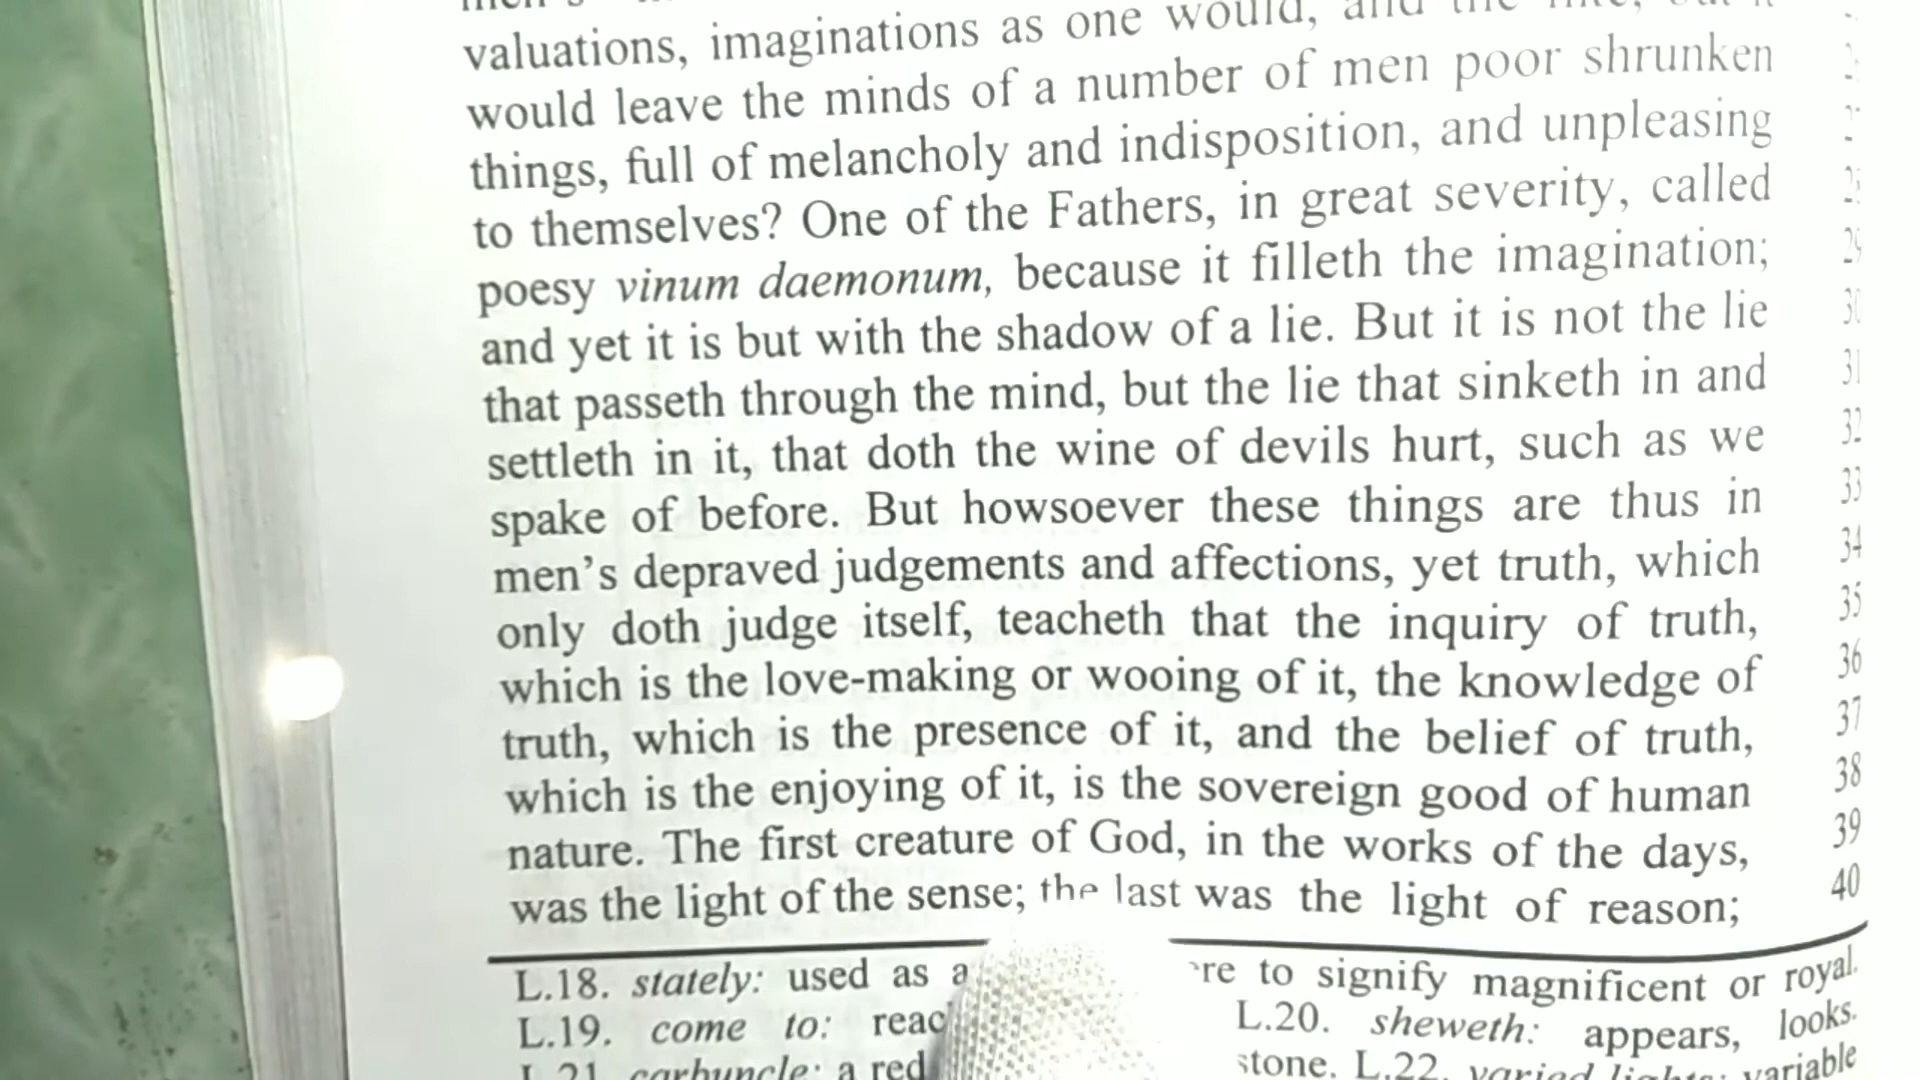 valuations, imaginations as one would, and the
would leave the minds of a number of men poor shrunken
things, full of melancholy and indisposition, and unpleasing
to themselves? One of the Fathers, in great severity, called
poesy vinum daemonum, because it filleth the imagination; 29
and yet it is but with the shadow of a lie. But it is not the lie 30
that passeth through the mind, but the lie that sinketh in and 31
settleth in it, that doth the wine of devils hurt, such as we 32
spake of before. But howsoever these things are thus in 33
men's depraved judgements and affections, yet truth, which 34
only doth judge itself, teacheth that the inquiry of truth, 35
which is the love-making or wooing of it, the knowledge of 36
truth, which is the presence of it, and the belief of truth, 37
which is the enjoying of it, is the sovereign good of human 38
nature. The first creature of God, in the works of the days, 39
was the light of the sense; the last was the light of reason; 40
L.18. stately: used as a to signify magnificent or royal.
L.19. come to: L.20. sheweth: appears, looks.
L.21. carbuncle: a red stone. L.22. varied lights: variable